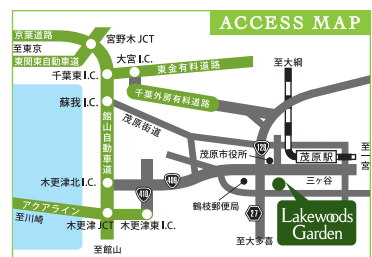 ACCESS MAP
京葉道路
至東京
東関東自動車道
宮野木 JCT
大宮 I.C.
東金有料道路
至大網
千葉東 I.C.
千葉外房有料道路
蘇我 I.C.
茂原街道
館山自動車道
128
茂原市役所
茂原駅
至一宮
三ヶ谷
木更津北 I.C.
409
410
鶴枝郵便局
27
Lakewoods
Garden
アクアライン
至川崎
木更津 JCT
木更津東 I.C.
至館山
至大多喜